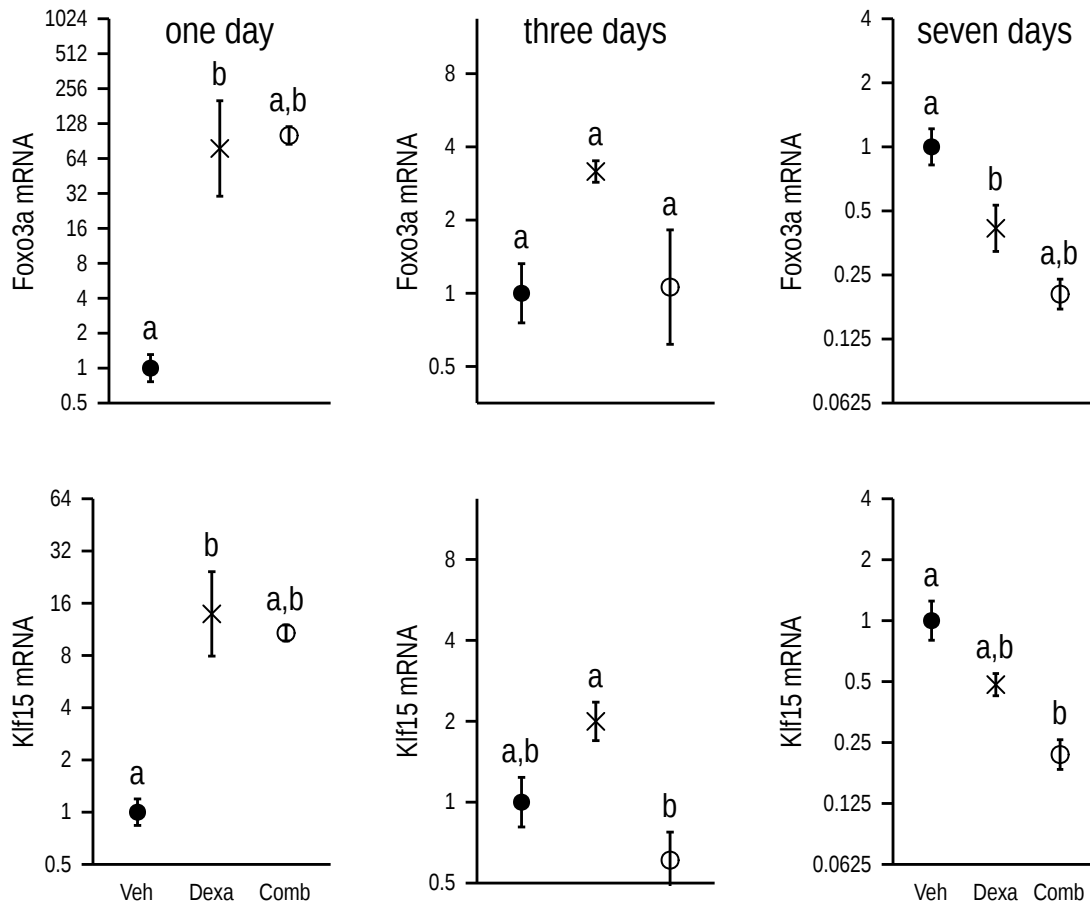 one day
three days
seven days
Foxo3a mRNA
1024
512
256
128
64
32
16
8
4
2
1
0.5
a
b
a,b
Foxo3a mRNA
8
4
2
1
0.5
a
a
a
Foxo3a mRNA
4
2
1
0.5
0.25
0.125
0.0625
a
b
a,b
Klf15 mRNA
64
32
16
8
4
2
1
0.5
a
b
a,b
Veh Dexa Comb
Klf15 mRNA
8
4
2
1
0.5
a,b
a
b
Klf15 mRNA
4
2
1
0.5
0.25
0.125
0.0625
a
a,b
b
Veh Dexa Comb